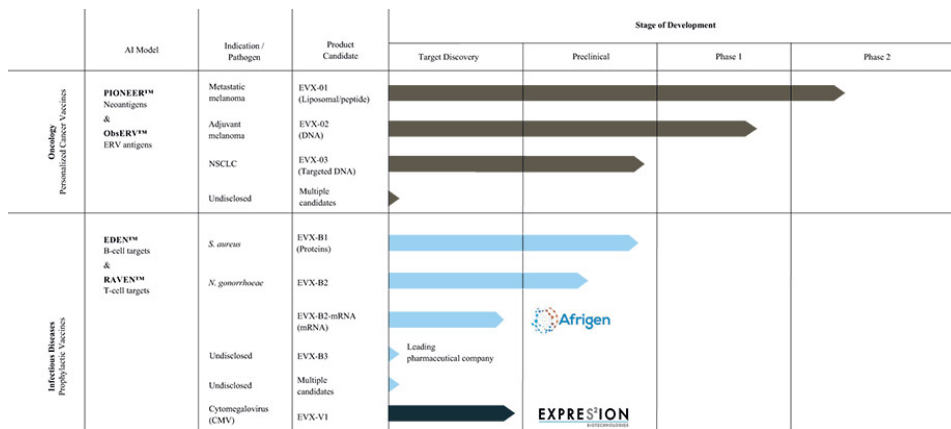 Stage of Development
AI Model
Indication /
Pathogen
Product
Candidate
Target Discovery
Preclinical
Phase 1
Phase 2
Oncology
Personalized Cancer Vaccines
PIONEER™
Neoantigens
&
ObsERV™
ERV antigens
Metastatic
melanoma
EVX-01
(Liposomal/peptide)
Adjuvant
melanoma
EVX-02
(DNA)
NSCLC
EVX-03
(Targeted DNA)
Undisclosed
Multiple
candidates
Infectious Diseases
Prophylactic Vaccines
EDEN™
B-cell targets
&
RAVEN™
T-cell targets
S. aureus
EVX-B1
(Proteins)
N. gonorrhoeae
EVX-B2
EVX-B2-mRNA
(mRNA)
Afrigen
Undisclosed
EVX-B3
Leading
pharmaceutical company
Undisclosed
Multiple
candidates
Cytomegalovirus
(CMV)
EVX-V1
EXPRES²ION
BIOTECHNOLOGIES